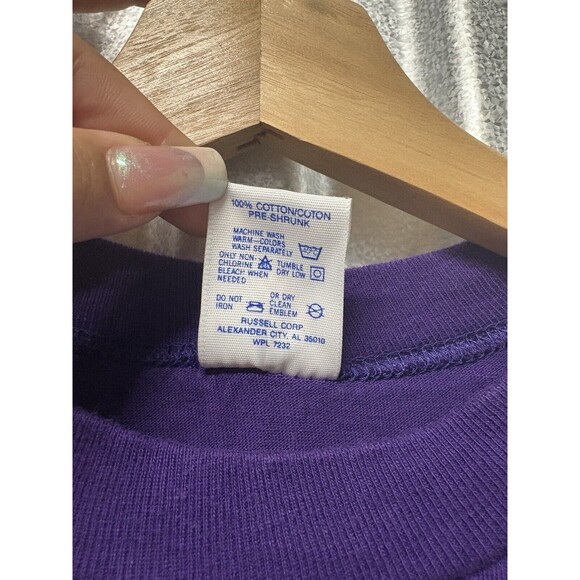 100% COTTON/COTON
PRE-SHRUNK
MACHINE WASH
WARM-COLORS
WASH SEPARATELY
ONLY NON-
CHLORINE
BLEACH WHEN
NEEDED
TUMBLE
DRY LOW
DO NOT
IRON
OR DRY
CLEAN
EMBLEM
RUSSELL CORP
ALEXANDER CITY, AL 35010
WPL 7232